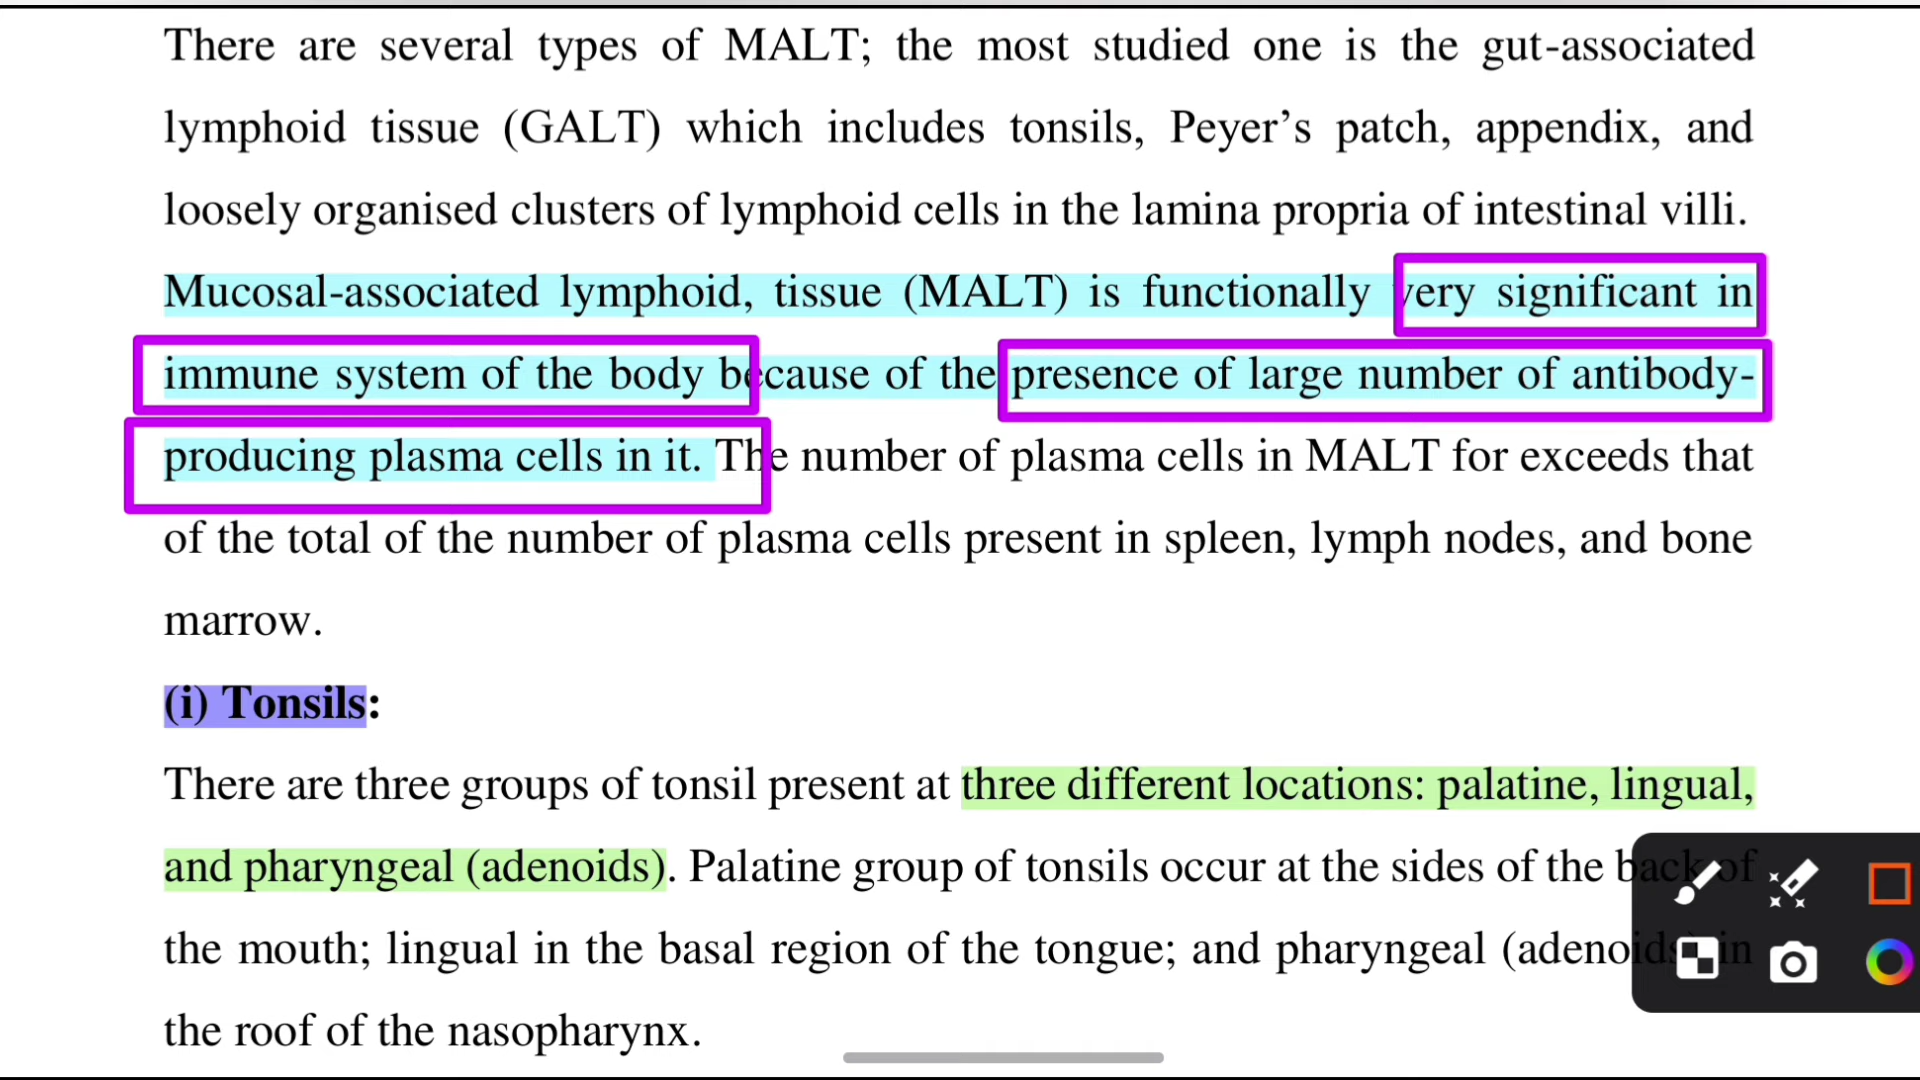 There are several types of MALT; the most studied one is the gut-associated
lymphoid tissue (GALT) which includes tonsils, Peyer’s patch, appendix, and
loosely organised clusters of lymphoid cells in the lamina propria of intestinal villi.
Mucosal-associated lymphoid, tissue (MALT) is functionally very significant in
immune system of the body because of the presence of large number of antibody-
producing plasma cells in it. The number of plasma cells in MALT for exceeds that
of the total of the number of plasma cells present in spleen, lymph nodes, and bone
marrow.
(i) Tonsils:
There are three groups of tonsil present at three different locations: palatine, lingual,
and pharyngeal (adenoids). Palatine group of tonsils occur at the sides of the back of
the mouth; lingual in the basal region of the tongue; and pharyngeal (adenoids) in
the roof of the nasopharynx.